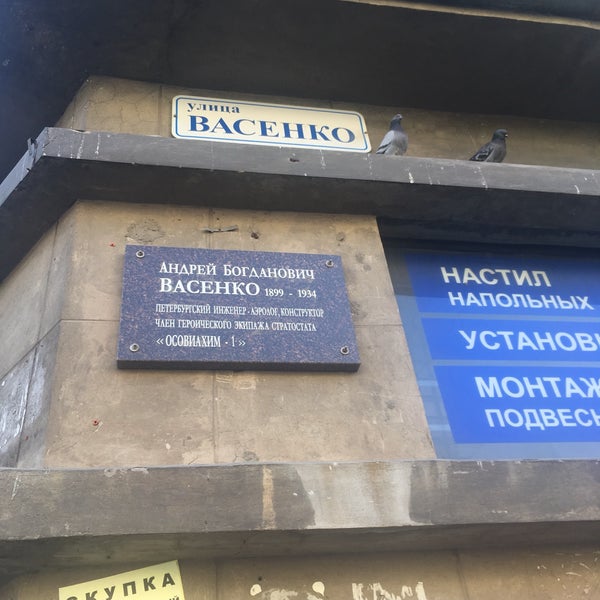 улица
ВАСЕНКО
АНДРЕЙ БОГДАНОВИЧ
ВАСЕНКО 1899 - 1934
ПЕТЕРБУРГСКИЙ ИНЖЕНЕР - АЭРОЛОГ, КОНСТРУКТОР
ЧЛЕН ГЕРОИЧЕСКОГО ЭКИПАЖА СТРАТОСТАТА
«ОСОВИАХИМ - 1»
НАСТИЛ
НАПОЛЬНЫХ
УСТАНОВ
МОНТАЖ
ПОДВЕС
СКУПКА